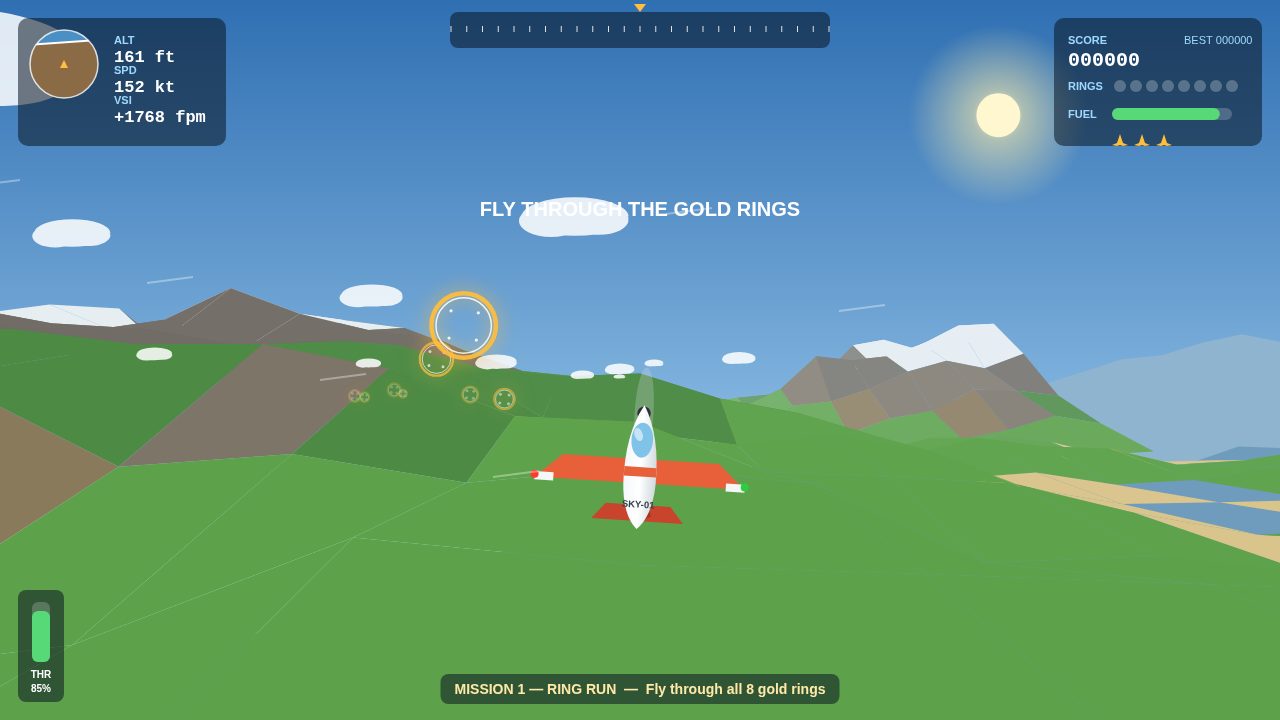 ALT
161 ft
SPD
152 kt
VSI
+1768 fpm
SCORE BEST 000000
000000
RINGS
FUEL
FLY THROUGH THE GOLD RINGS
SKY-01
THR
85%
MISSION 1 — RING RUN — Fly through all 8 gold rings